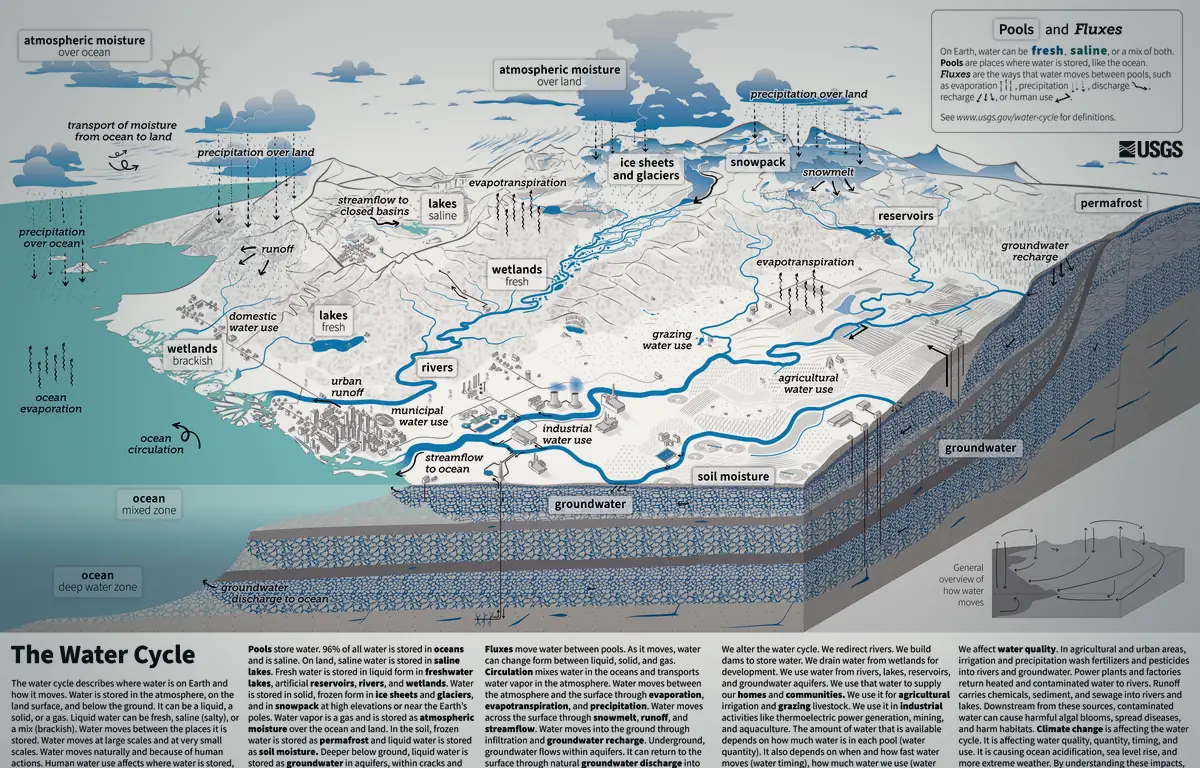 atmospheric moisture
over ocean
transport of moisture
from ocean to land
precipitation over land
precipitation
over ocean
runoff
streamflow to
closed basins
lakes
saline
evapotranspiration
atmospheric moisture
over land
ice sheets
and glaciers
precipitation over land
snowpack
snowmelt
reservoirs
permafrost
groundwater
recharge
Pools and Fluxes
On Earth, water can be fresh, saline, or a mix of both.
Pools are places where water is stored, like the ocean.
Fluxes are the ways that water moves between pools, such
as evaporation , precipitation , discharge ,
recharge , or human use .
See www.usgs.gov/water-cycle for definitions.
USGS
wetlands
fresh
evapotranspiration
domestic
water use
lakes
fresh
wetlands
brackish
grazing
water use
rivers
urban
runoff
municipal
water use
agricultural
water use
industrial
water use
ocean
evaporation
ocean
circulation
streamflow
to ocean
soil moisture
groundwater
groundwater
ocean
mixed zone
ocean
deep water zone
groundwater
discharge to ocean
General
overview of
how water
moves
The Water Cycle
The water cycle describes where water is on Earth and
how it moves. Water is stored in the atmosphere, on the
land surface, and below the ground. It can be a liquid, a
solid, or a gas. Liquid water can be fresh, saline (salty), or
a mix (brackish). Water moves between the places it is
stored. Water moves at large scales and at very small
scales. Water moves naturally and because of human
actions. Human water use affects where water is stored,
Pools store water. 96% of all water is stored in oceans
and is saline. On land, saline water is stored in saline
lakes. Fresh water is stored in liquid form in freshwater
lakes, artificial reservoirs, rivers, and wetlands. Water
is stored in solid, frozen form in ice sheets and glaciers,
and in snowpack at high elevations or near the Earth's
poles. Water vapor is a gas and is stored as atmospheric
moisture over the ocean and land. In the soil, frozen
water is stored as permafrost and liquid water is stored
as soil moisture. Deeper below ground, liquid water is
stored as groundwater in aquifers, within cracks and
Fluxes move water between pools. As it moves, water
can change form between liquid, solid, and gas.
Circulation mixes water in the oceans and transports
water vapor in the atmosphere. Water moves between
the atmosphere and the surface through evaporation,
evapotranspiration, and precipitation. Water moves
across the surface through snowmelt, runoff, and
streamflow. Water moves into the ground through
infiltration and groundwater recharge. Underground,
groundwater flows within aquifers. It can return to the
surface through natural groundwater discharge into
We alter the water cycle. We redirect rivers. We build
dams to store water. We drain water from wetlands for
development. We use water from rivers, lakes, reservoirs,
and groundwater aquifers. We use that water to supply
our homes and communities. We use it for agricultural
irrigation and grazing livestock. We use it in industrial
activities like thermoelectric power generation, mining,
and aquaculture. The amount of water that is available
depends on how much water is in each pool (water
quantity). It also depends on when and how fast water
moves (water timing), how much water we use (water
We affect water quality. In agricultural and urban areas,
irrigation and precipitation wash fertilizers and pesticides
into rivers and groundwater. Power plants and factories
return heated and contaminated water to rivers. Runoff
carries chemicals, sediment, and sewage into rivers and
lakes. Downstream from these sources, contaminated
water can cause harmful algal blooms, spread diseases,
and harm habitats. Climate change is affecting the water
cycle. It is affecting water quality, quantity, timing, and
use. It is causing ocean acidification, sea level rise, and
more extreme weather. By understanding these impacts,